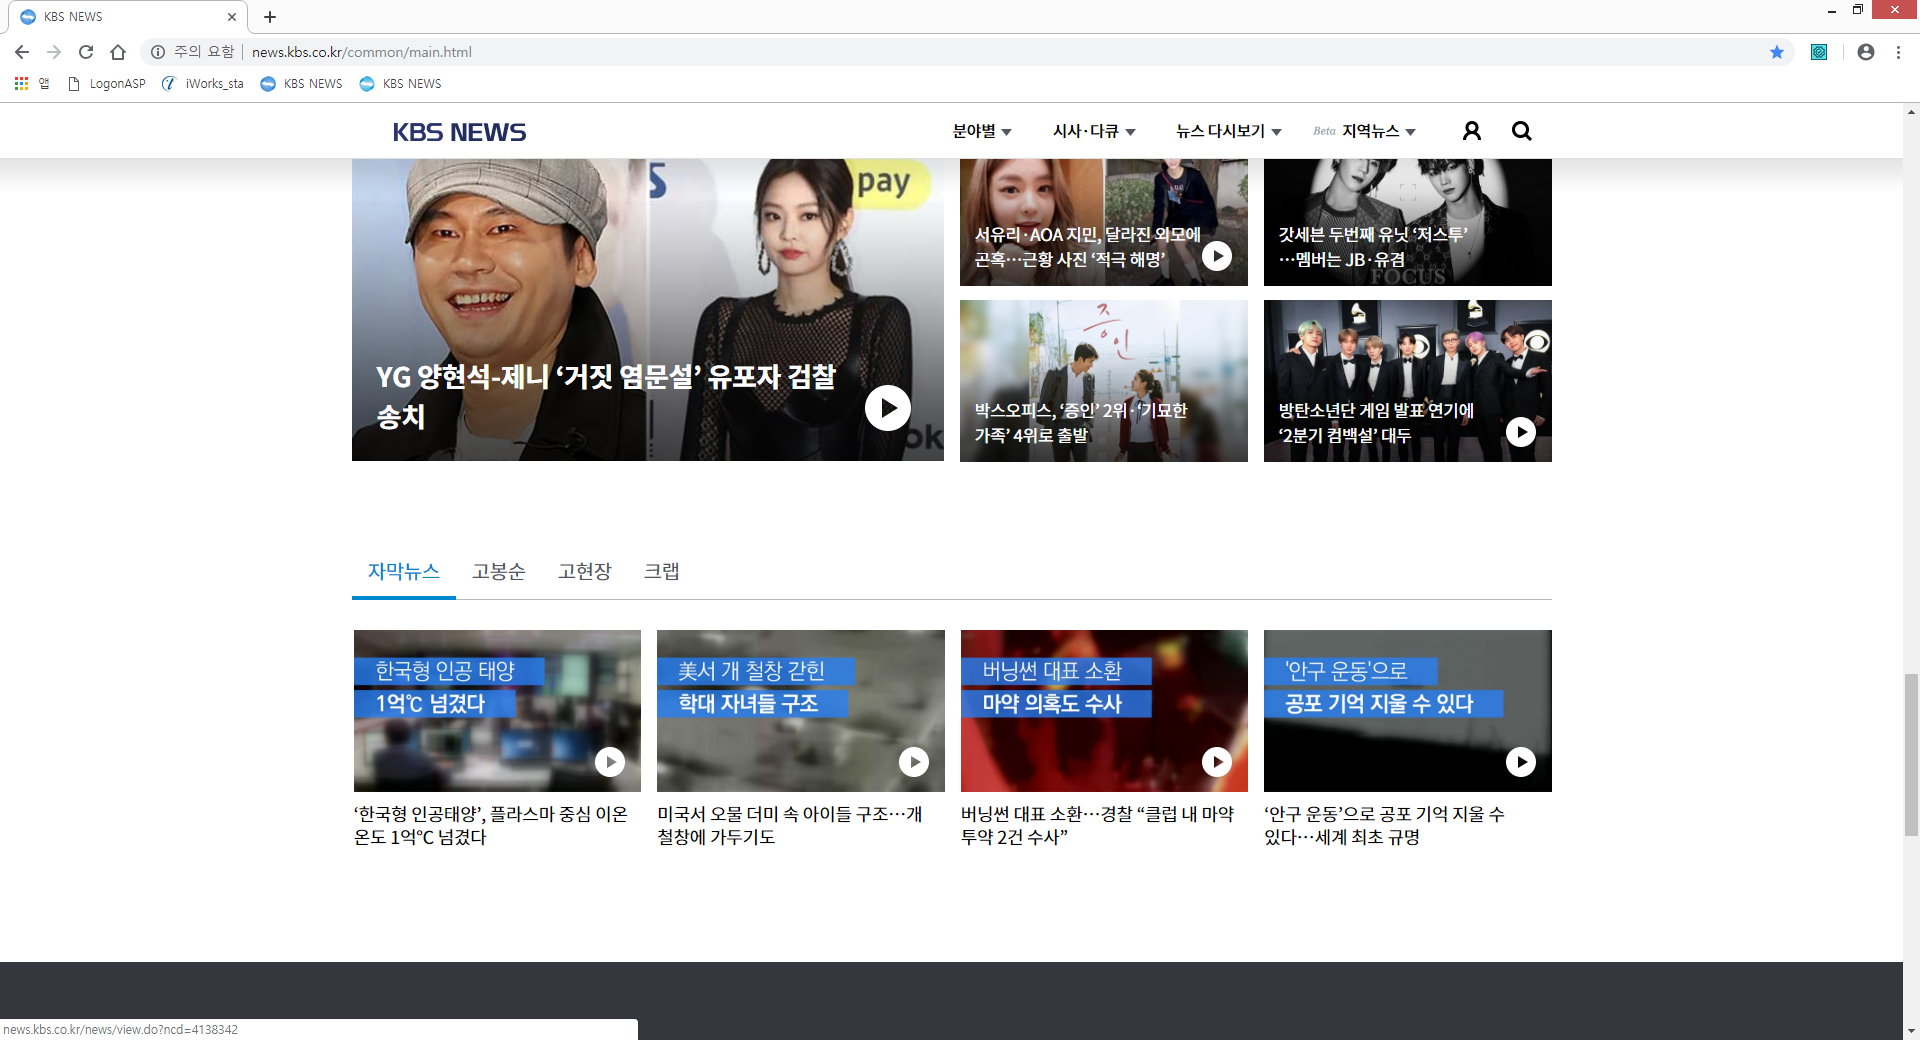 KBS NEWS
주의 요함
news.kbs.co.kr/common/main.html
앱
LogonASP
iWorks_sta
KBS NEWS
KBS NEWS
KBS NEWS
분야별
시사·다큐
뉴스 다시보기
Beta 지역뉴스
pay
YG 양현석-제니 ‘거짓 염문설’ 유포자 검찰
송치
서유리·AOA 지민, 달라진 외모에
곤혹…근황 사진 ‘적극 해명’
FOCUS
갓세븐 두번째 유닛 ‘저스투’
…멤버는 JB·유겸
증인
박스오피스, ‘증인’ 2위·‘기묘한
가족’ 4위로 출발
방탄소년단 게임 발표 연기에
‘2분기 컴백설’ 대두
자막뉴스
고봉순
고현장
크랩
한국형 인공 태양
1억℃ 넘겼다
‘한국형 인공태양’, 플라스마 중심 이온
온도 1억℃ 넘겼다
美서 개 철창 갇힌
학대 자녀들 구조
미국서 오물 더미 속 아이들 구조…개
철창에 가두기도
버닝썬 대표 소환
마약 의혹도 수사
버닝썬 대표 소환…경찰 “클럽 내 마약
투약 2건 수사”
'안구 운동'으로
공포 기억 지울 수 있다
‘안구 운동’으로 공포 기억 지울 수
있다…세계 최초 규명
news.kbs.co.kr/news/view.do?ncd=4138342